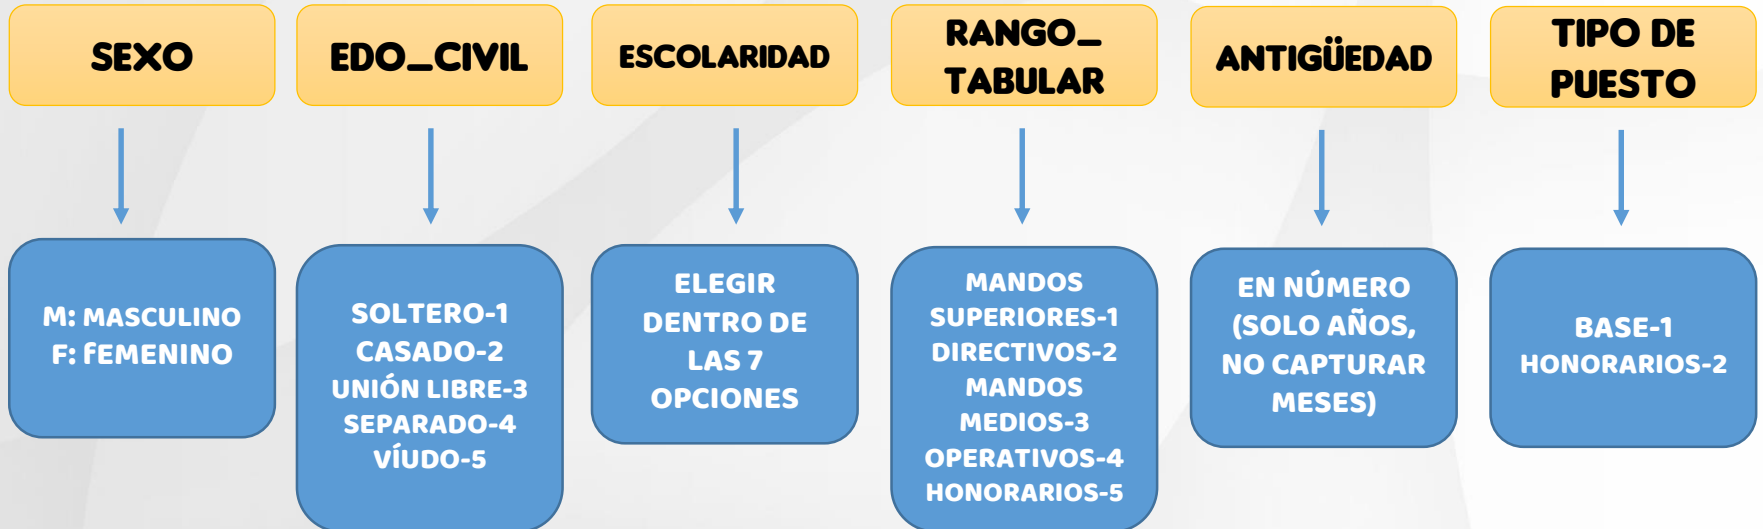 SEXO
EDO_CIVIL
ESCOLARIDAD
RANGO_
TABULAR
ANTIGÜEDAD
TIPO DE
PUESTO
M: MASCULINO
F: fEMENINO
SOLTERO-1
CASADO-2
UNIÓN LIBRE-3
SEPARADO-4
VÍUDO-5
ELEGIR
DENTRO DE
LAS 7
OPCIONES
MANDOS
SUPERIORES-1
DIRECTIVOS-2
MANDOS
MEDIOS-3
OPERATIVOS-4
HONORARIOS-5
EN NÚMERO
(SOLO AÑOS,
NO CAPTURAR
MESES)
BASE-1
HONORARIOS-2